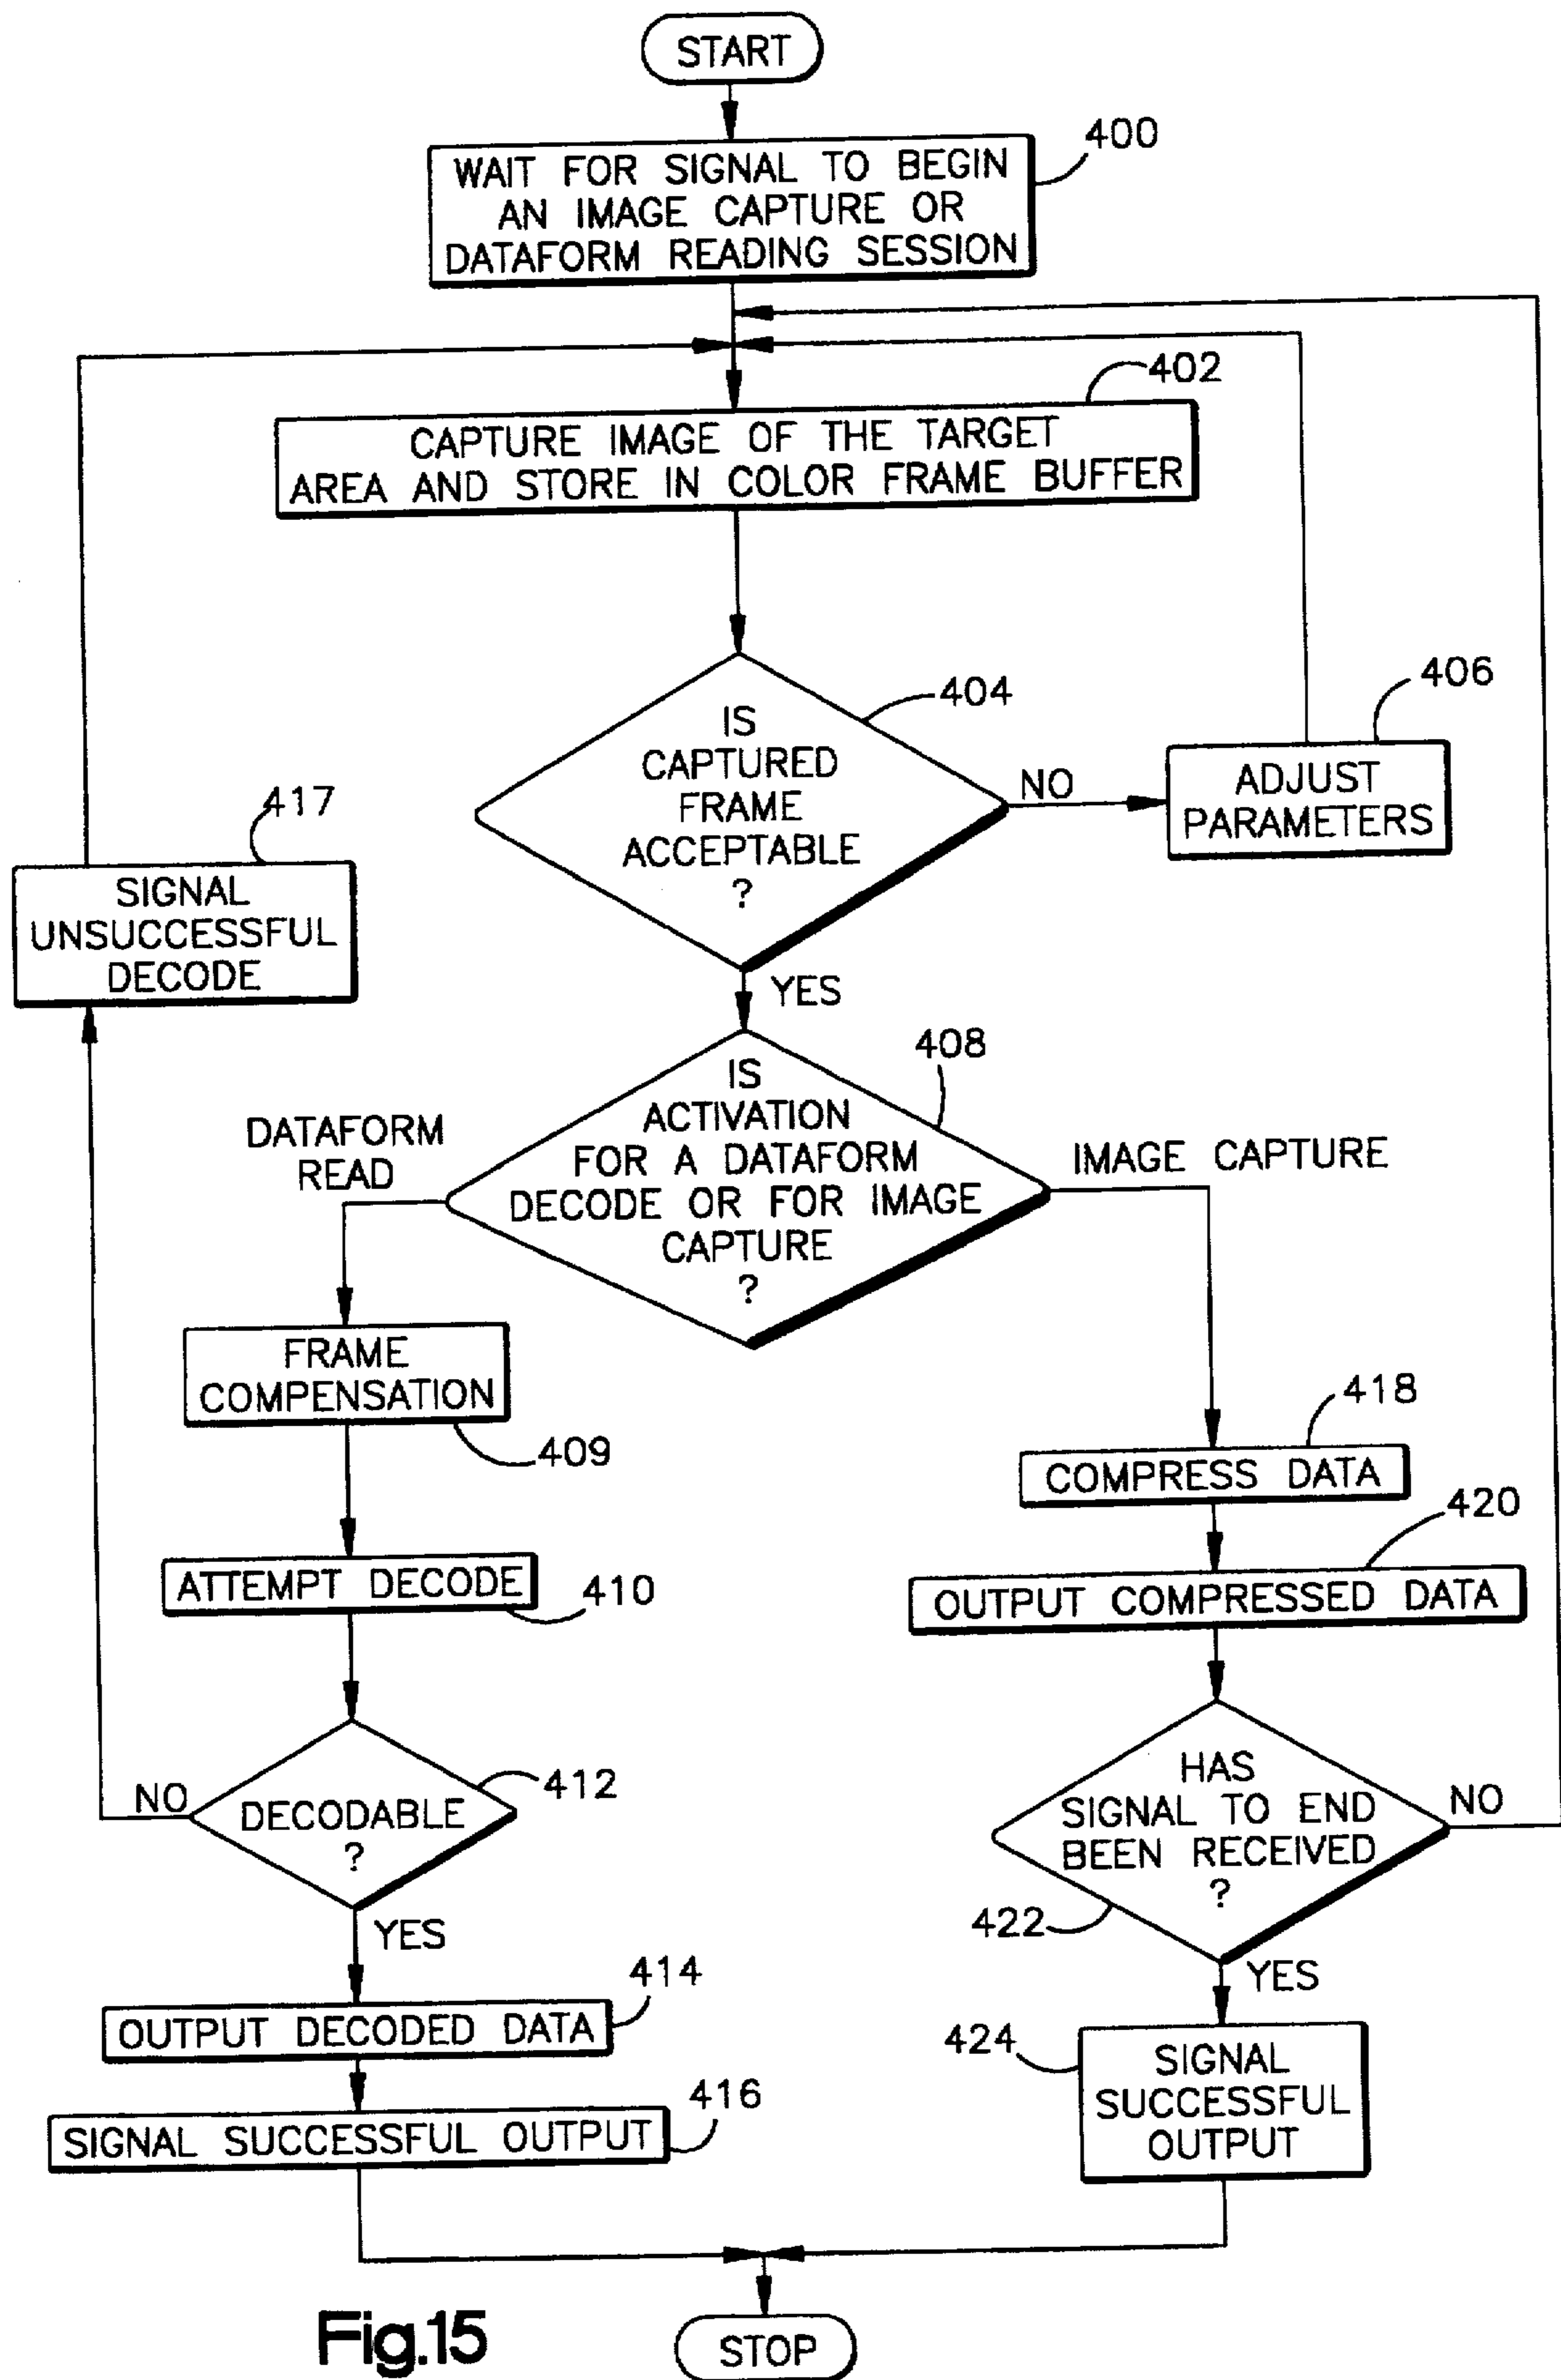 START
400
WAIT FOR SIGNAL TO BEGIN
AN IMAGE CAPTURE OR
DATAFORM READING SESSION
402
CAPTURE IMAGE OF THE TARGET
AREA AND STORE IN COLOR FRAME BUFFER
404
IS
CAPTURED
FRAME
ACCEPTABLE
?
NO
406
ADJUST
PARAMETERS
417
SIGNAL
UNSUCCESSFUL
DECODE
YES
408
IS
ACTIVATION
FOR A DATAFORM
DECODE OR FOR IMAGE
CAPTURE
?
DATAFORM
READ
IMAGE CAPTURE
FRAME
COMPENSATION
409
418
COMPRESS DATA
420
OUTPUT COMPRESSED DATA
ATTEMPT DECODE
410
412
DECODABLE
?
NO
HAS
SIGNAL TO END
BEEN RECEIVED
?
NO
422
YES
YES
414
OUTPUT DECODED DATA
416
SIGNAL SUCCESSFUL OUTPUT
424
SIGNAL
SUCCESSFUL
OUTPUT
Fig.15
STOP